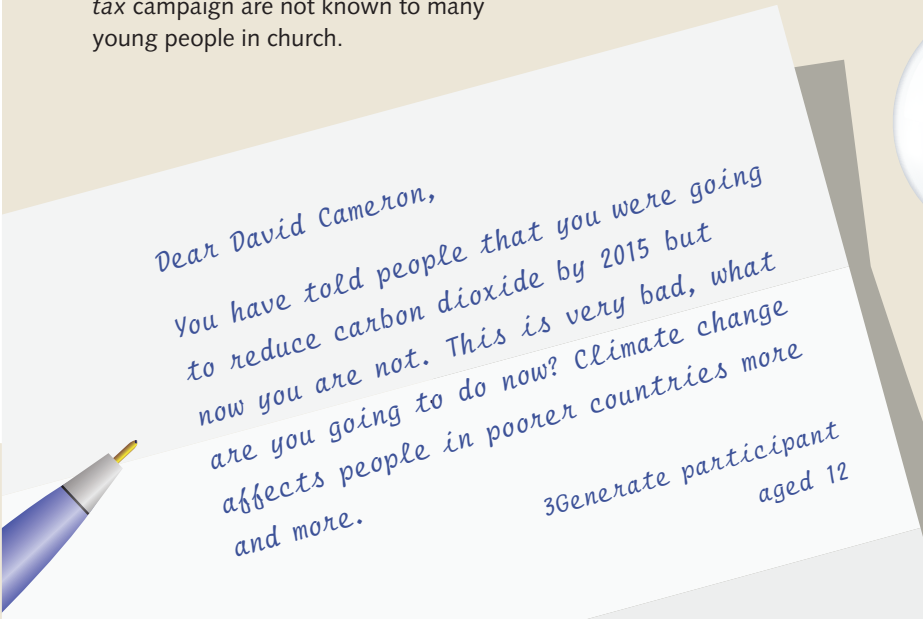 tax campaign are not known to many
young people in church.
Dear David Cameron,
You have told people that you were going
to reduce carbon dioxide by 2015 but
now you are not. This is very bad, what
are you going to do now? Climate change
affects people in poorer countries more
and more.
3Generate participant
aged 12